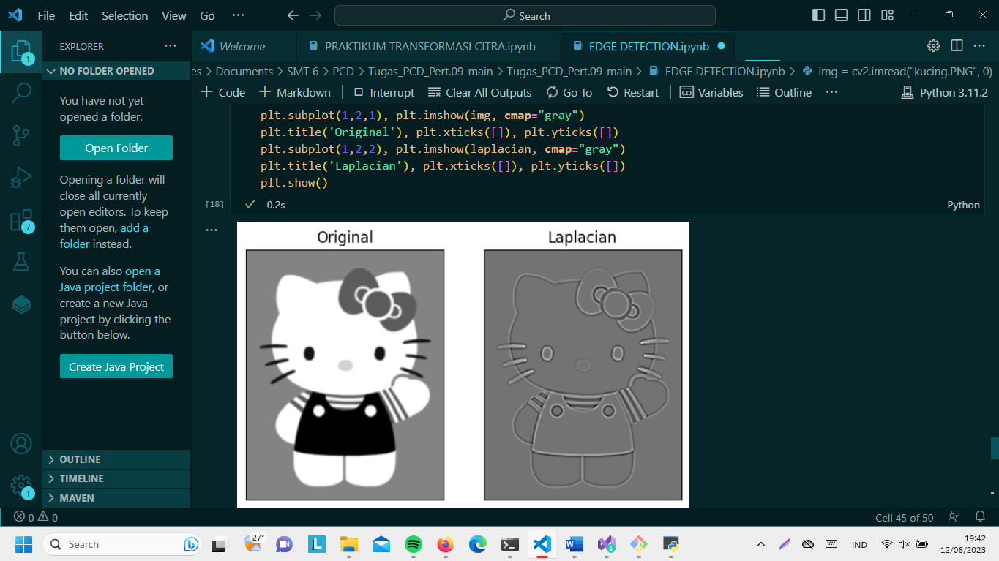 File Edit Selection View Go ··· Search
EXPLORER ···
NO FOLDER OPENED
You have not yet
opened a folder.
Open Folder
Opening a folder will
close all currently
open editors. To keep
them open, add a
folder instead.
You can also open a
Java project folder, or
create a new Java
project by clicking the
button below.
Create Java Project
OUTLINE
TIMELINE
MAVEN
1
7
1
Welcome PRAKTIKUM TRANSFORMASI CITRA.ipynb EDGE DETECTION.ipynb
es > Documents > SMT 6 > PCD > Tugas_PCD_Pert.09-main > Tugas_PCD_Pert.09-main > EDGE DETECTION.ipynb > img = cv2.imread("kucing.PNG", 0)
+ Code + Markdown Interrupt Clear All Outputs Go To Restart Variables Outline ··· Python 3.11.2
plt.subplot(1,2,1), plt.imshow(img, cmap="gray")
plt.title('Original'), plt.xticks([]), plt.yticks([])
plt.subplot(1,2,2), plt.imshow(laplacian, cmap="gray")
plt.title('Laplacian'), plt.xticks([]), plt.yticks([])
plt.show()
[18] 0.2s Python
Original Laplacian
0 0 Cell 45 of 50
Search 27° L IND 19:42
12/06/2023